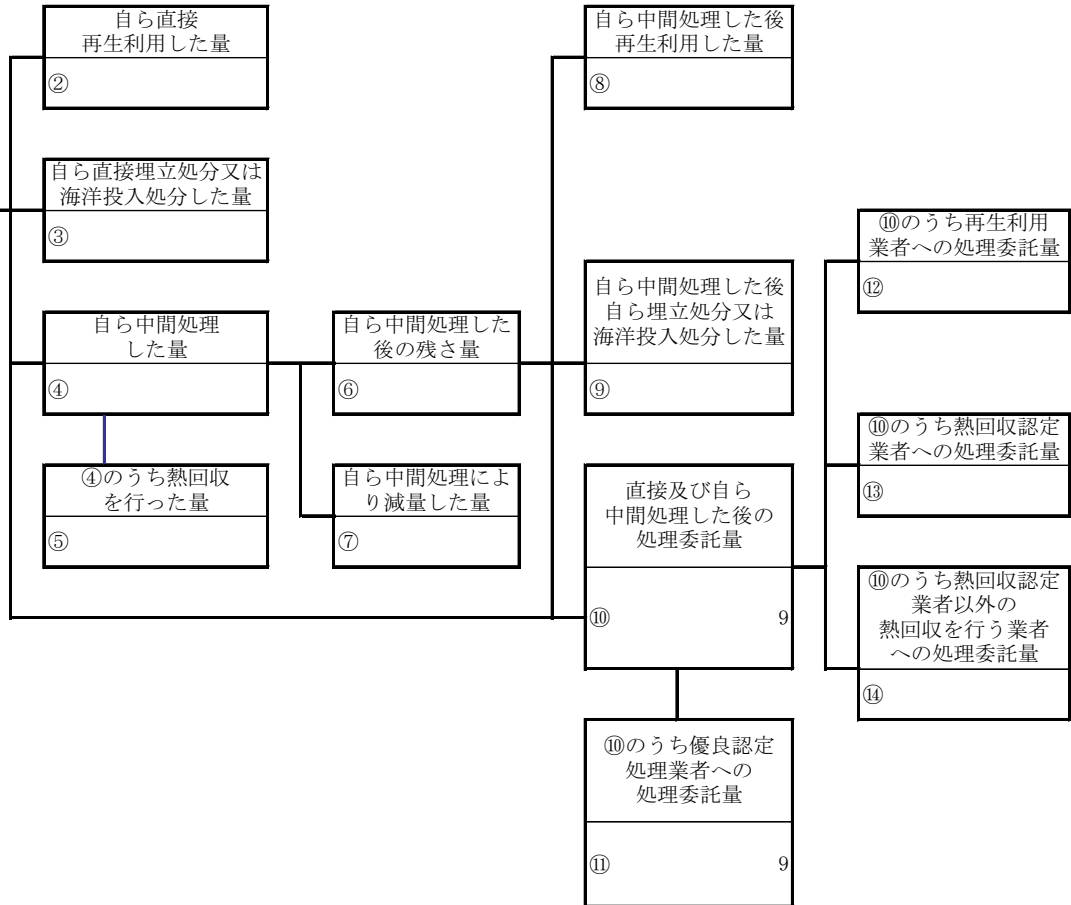 自ら直接
再生利用した量
②
自ら直接埋立処分又は
海洋投入処分した量
③
自ら中間処理
した量
④
④のうち熱回収
を行った量
⑤
自ら中間処理した
後の残さ量
⑥
自ら中間処理によ
り減量した量
⑦
自ら中間処理した後
再生利用した量
⑧
自ら中間処理した後
自ら埋立処分又は
海洋投入処分した量
⑨
直接及び自ら
中間処理した後の
処理委託量
⑩ 9
⑩のうち優良認定
処理業者への
処理委託量
⑪ 9
⑩のうち再生利用
業者への処理委託量
⑫
⑩のうち熱回収認定
業者への処理委託量
⑬
⑩のうち熱回収認定
業者以外の
熱回収を行う業者
への処理委託量
⑭